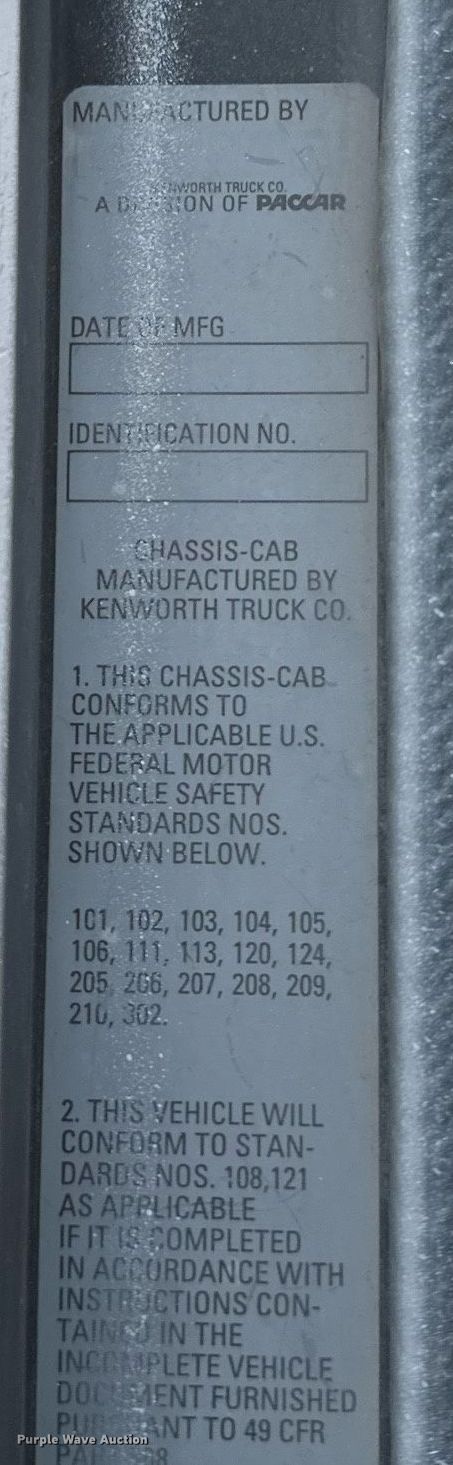 MANUFACTURED BY
KENWORTH TRUCK CO.
A DIVISION OF PACCAR
DATE OF MFG
IDENTIFICATION NO.
CHASSIS-CAB
MANUFACTURED BY
KENWORTH TRUCK CO.
1. THIS CHASSIS-CAB
CONFORMS TO
THE APPLICABLE U.S.
FEDERAL MOTOR
VEHICLE SAFETY
STANDARDS NOS.
SHOWN BELOW.
101, 102, 103, 104, 105,
106, 111, 113, 120, 124,
205, 206, 207, 208, 209,
210, 302.
2. THIS VEHICLE WILL
CONFORM TO STAN-
DARDS NOS. 108,121
AS APPLICABLE
IF IT IS COMPLETED
IN ACCORDANCE WITH
INSTRUCTIONS CON-
TAINED IN THE
INCOMPLETE VEHICLE
DOCUMENT FURNISHED
PURSUANT TO 49 CFR
Purple Wave Auction